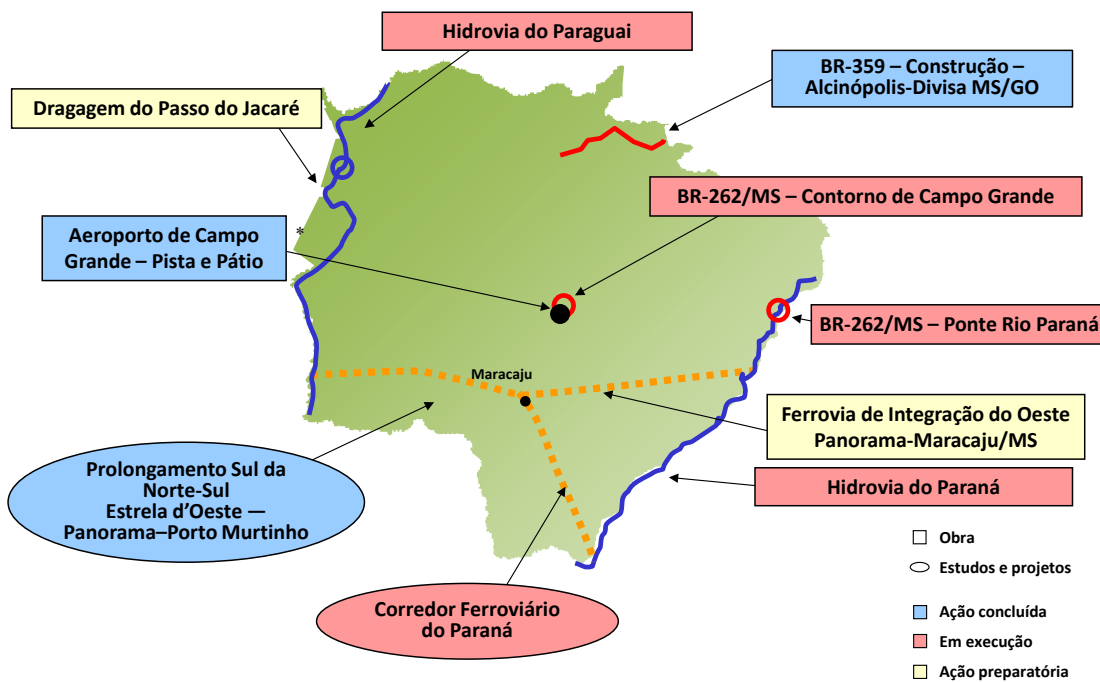 Hidrovia do Paraguai
BR-359 – Construção –
Alcinópolis-Divisa MS/GO
Dragagem do Passo do Jacaré
BR-262/MS – Contorno de Campo Grande
Aeroporto de Campo
Grande – Pista e Pátio
*
BR-262/MS – Ponte Rio Paraná
Maracaju
Ferrovia de Integração do Oeste
Panorama-Maracaju/MS
Prolongamento Sul da
Norte-Sul
Estrela d’Oeste —
Panorama–Porto Murtinho
Hidrovia do Paraná
Corredor Ferroviário
do Paraná
Obra
Estudos e projetos
Ação concluída
Em execução
Ação preparatória